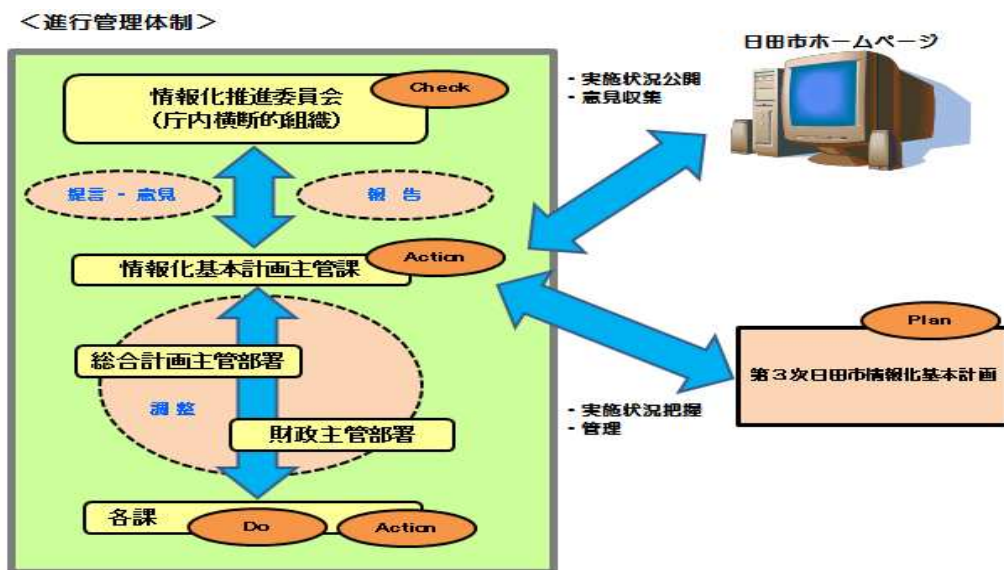 ＜進行管理体制＞
日田市ホームページ
情報化推進委員会
（庁内横断的組織）
Check
・実施状況公開
・意見収集
提言・意見
報告
情報化基本計画主管課
Action
Plan
第３次日田市情報化基本計画
総合計画主管部署
調整
財政主管部署
・実施状況把握
・管理
各課
Do
Action